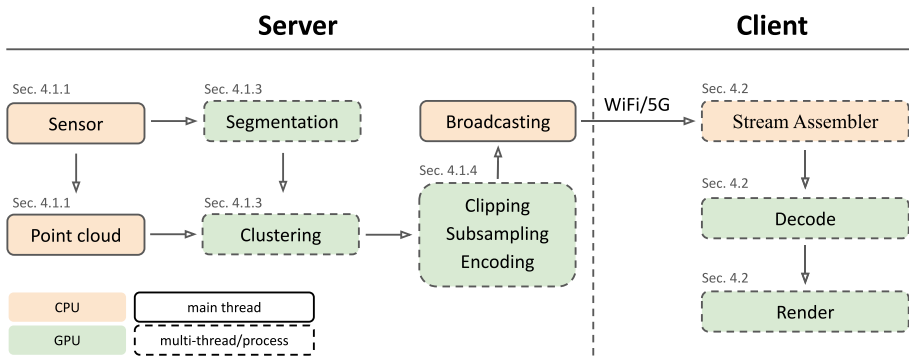 Server
Client
Sec. 4.1.1
Sensor
Sec. 4.1.3
Segmentation
Broadcasting
WiFi/5G
Sec. 4.2
Stream Assembler
Sec. 4.1.1
Point cloud
Sec. 4.1.3
Clustering
Sec. 4.1.4
Clipping
Subsampling
Encoding
Sec. 4.2
Decode
Sec. 4.2
Render
CPU
main thread
GPU
multi-thread/process